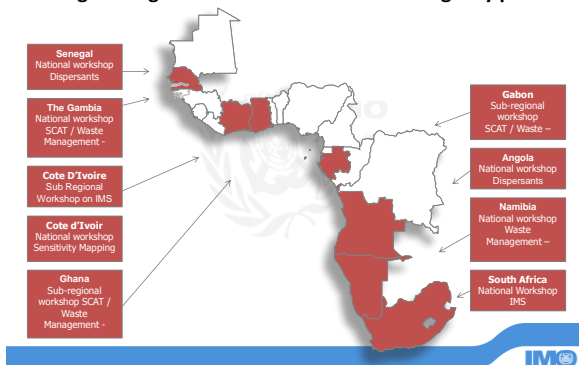 Senegal
National workshop
Dispersants
The Gambia
National workshop
SCAT / Waste
Management -
Cote D'Ivoire
Sub Regional
Workshop on IMS
Cote d'Ivoir
National workshop
Sensitivity Mapping
Ghana
Sub-regional
workshop SCAT /
Waste
Management -
Gabon
Sub-regional
workshop
SCAT / Waste –
Angola
National workshop
Dispersants
Namibia
National workshop
Waste
Management –
South Africa
National Workshop
IMS
IMO